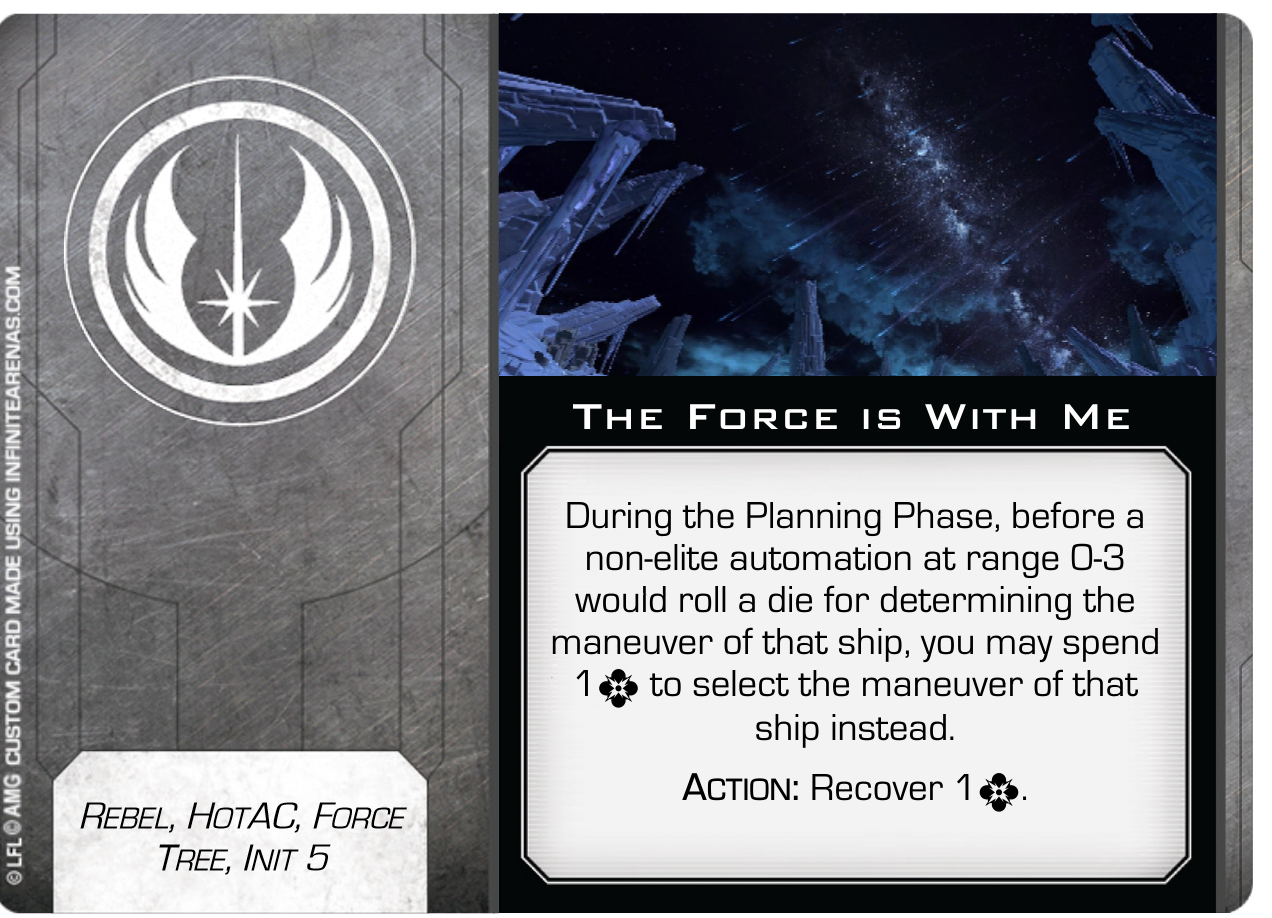 © LFL © AMG CUSTOM CARD MADE USING INFINITEARENAS.COM
THE FORCE IS WITH ME
During the Planning Phase, before a
non-elite automation at range 0-3
would roll a die for determining the
maneuver of that ship, you may spend
1 to select the maneuver of that
ship instead.
ACTION: Recover 1 .
REBEL, HOTAC, FORCE
TREE, INIT 5